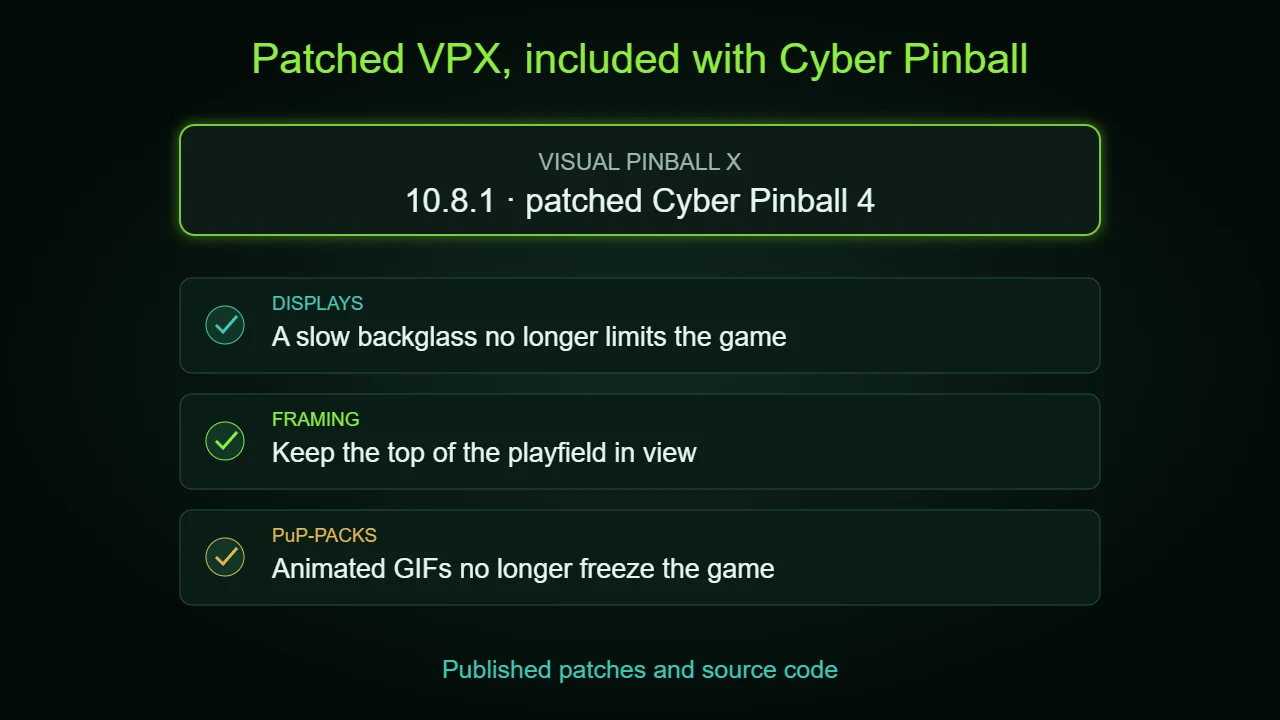 Patched VPX, included with Cyber Pinball
VISUAL PINBALL X
10.8.1 · patched Cyber Pinball 4
DISPLAYS
A slow backglass no longer limits the game
FRAMING
Keep the top of the playfield in view
PuP-PACKS
Animated GIFs no longer freeze the game
Published patches and source code